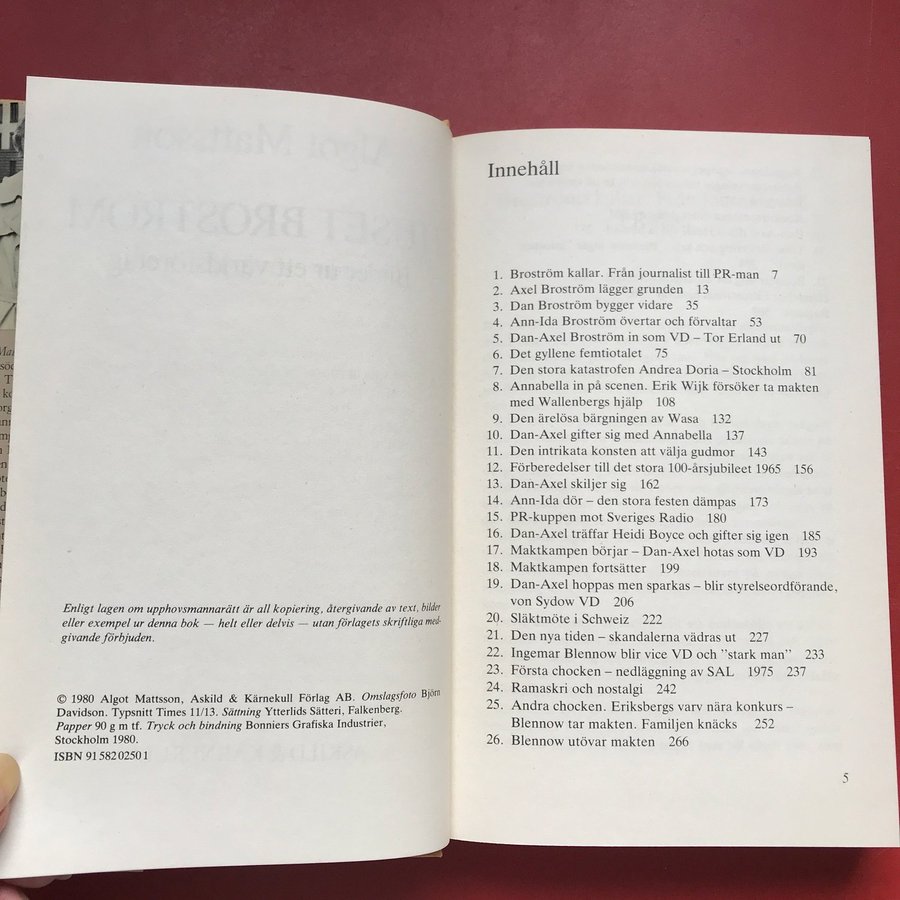 Enligt lagen om upphovsmannarätt är all kopiering, återgivande av text, bilder
eller exempel ur denna bok — helt eller delvis — utan förlagets skriftliga med-
givande förbjuden.
© 1980 Algot Mattsson, Askild & Kärnekull Förlag AB. Omslagsfoto Björn
Davidson. Typsnitt Times 11/13. Sättning Ytterlids Sätteri, Falkenberg.
Papper 90 g m tf. Tryck och bindning Bonniers Grafiska Industrier,
Stockholm 1980.
ISBN 91 582 0250 1
Innehåll
1. Broström kallar. Från journalist till PR-man 7
2. Axel Broström lägger grunden 13
3. Dan Broström bygger vidare 35
4. Ann-Ida Broström övertar och förvaltar 53
5. Dan-Axel Broström in som VD – Tor Erland ut 70
6. Det gyllene femtiotalet 75
7. Den stora katastrofen Andrea Doria – Stockholm 81
8. Annabella in på scenen. Erik Wijk försöker ta makten
med Wallenbergs hjälp 108
9. Den ärelösa bärgningen av Wasa 132
10. Dan-Axel gifter sig med Annabella 137
11. Den intrikata konsten att välja gudmor 143
12. Förberedelser till det stora 100-årsjubileet 1965 156
13. Dan-Axel skiljer sig 162
14. Ann-Ida dör – den stora festen dämpas 173
15. PR-kuppen mot Sveriges Radio 180
16. Dan-Axel träffar Heidi Boyce och gifter sig igen 185
17. Maktkampen börjar – Dan-Axel hotas som VD 193
18. Maktkampen fortsätter 199
19. Dan-Axel hoppas men sparkas – blir styrelseordförande,
von Sydow VD 206
20. Släktmöte i Schweiz 222
21. Den nya tiden – skandalerna vädras ut 227
22. Ingemar Blennow blir vice VD och "stark man" 233
23. Första chocken – nedläggning av SAL 1975 237
24. Ramaskri och nostalgi 242
25. Andra chocken. Eriksbergs varv nära konkurs –
Blennow tar makten. Familjen knäcks 252
26. Blennow utövar makten 266
5